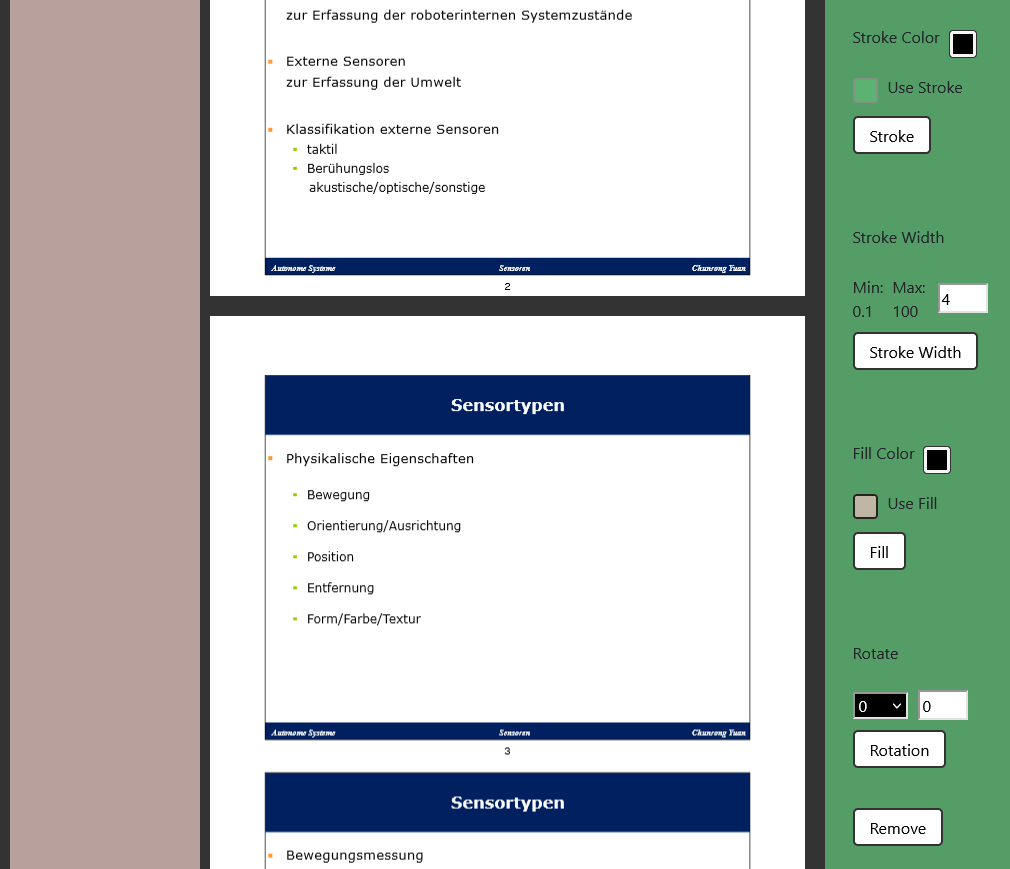 zur Erfassung der roboterinternen Systemzustände
Externe Sensoren
zur Erfassung der Umwelt
Klassifikation externe Sensoren
taktil
Berühungslos
akustische/optische/sonstige
Autonome Systeme Sensoren Chunrong Yuan
2
Sensortypen
Physikalische Eigenschaften
Bewegung
Orientierung/Ausrichtung
Position
Entfernung
Form/Farbe/Textur
Autonome Systeme Sensoren Chunrong Yuan
3
Sensortypen
Bewegungsmessung
Stroke Color
Use Stroke
Stroke
Stroke Width
Min: Max:
0.1 100
4
Stroke Width
Fill Color
Use Fill
Fill
Rotate
0 0
Rotation
Remove